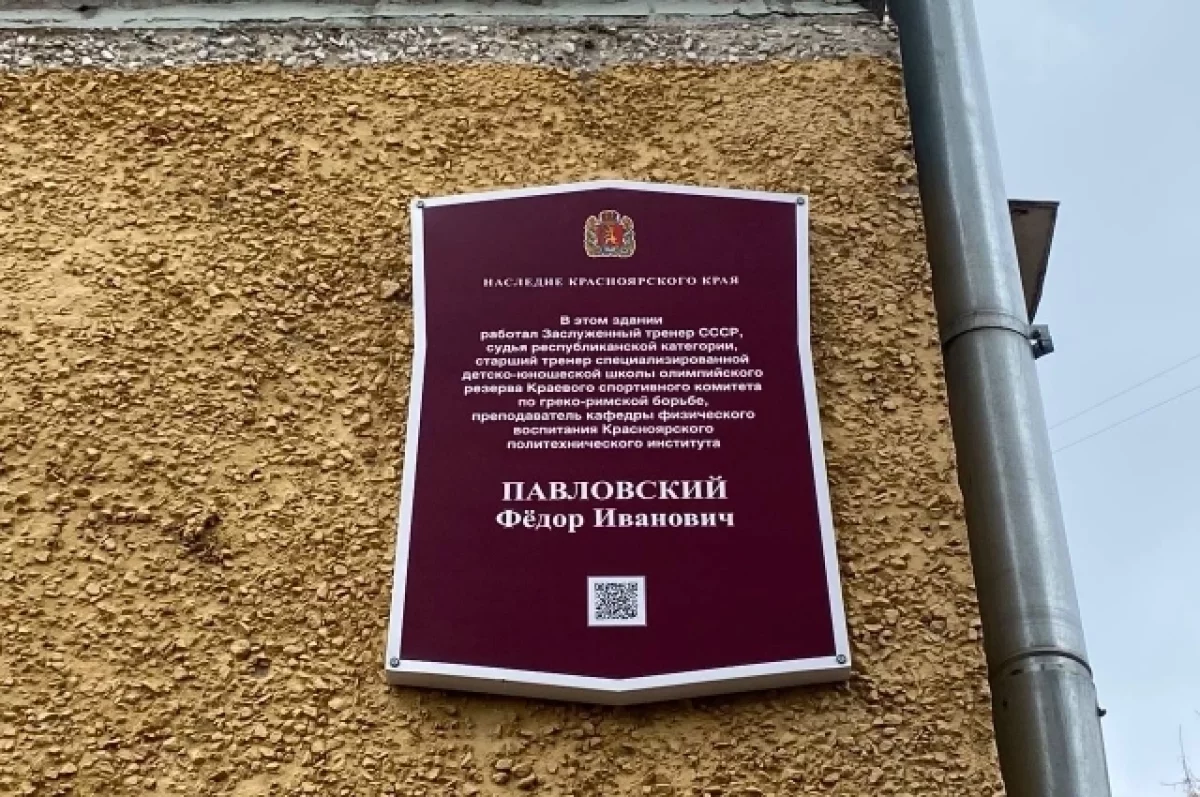 НАСЛЕДИЕ КРАСНОЯРСКОГО КРАЯ
В этом здании
работал Заслуженный тренер СССР,
судья республиканской категории,
старший тренер специализированной
детско-юношеской школы олимпийского
резерва Краевого спортивного комитета
по греко-римской борьбе,
преподаватель кафедры физического
воспитания Красноярского
политехнического института
ПАВЛОВСКИЙ
Фёдор Иванович